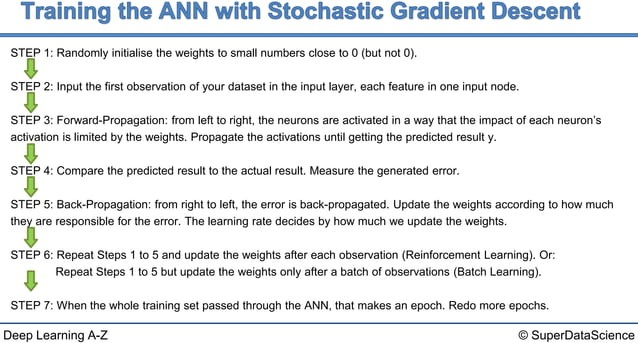 Training the ANN with Stochastic Gradient Descent
STEP 1: Randomly initialise the weights to small numbers close to 0 (but not 0).
STEP 2: Input the first observation of your dataset in the input layer, each feature in one input node.
STEP 3: Forward-Propagation: from left to right, the neurons are activated in a way that the impact of each neuron's
activation is limited by the weights. Propagate the activations until getting the predicted result y.
STEP 4: Compare the predicted result to the actual result. Measure the generated error.
STEP 5: Back-Propagation: from right to left, the error is back-propagated. Update the weights according to how much
they are responsible for the error. The learning rate decides by how much we update the weights.
STEP 6: Repeat Steps 1 to 5 and update the weights after each observation (Reinforcement Learning). Or:
Repeat Steps 1 to 5 but update the weights only after a batch of observations (Batch Learning).
STEP 7: When the whole training set passed through the ANN, that makes an epoch. Redo more epochs.
Deep Learning A-Z
© SuperDataScience